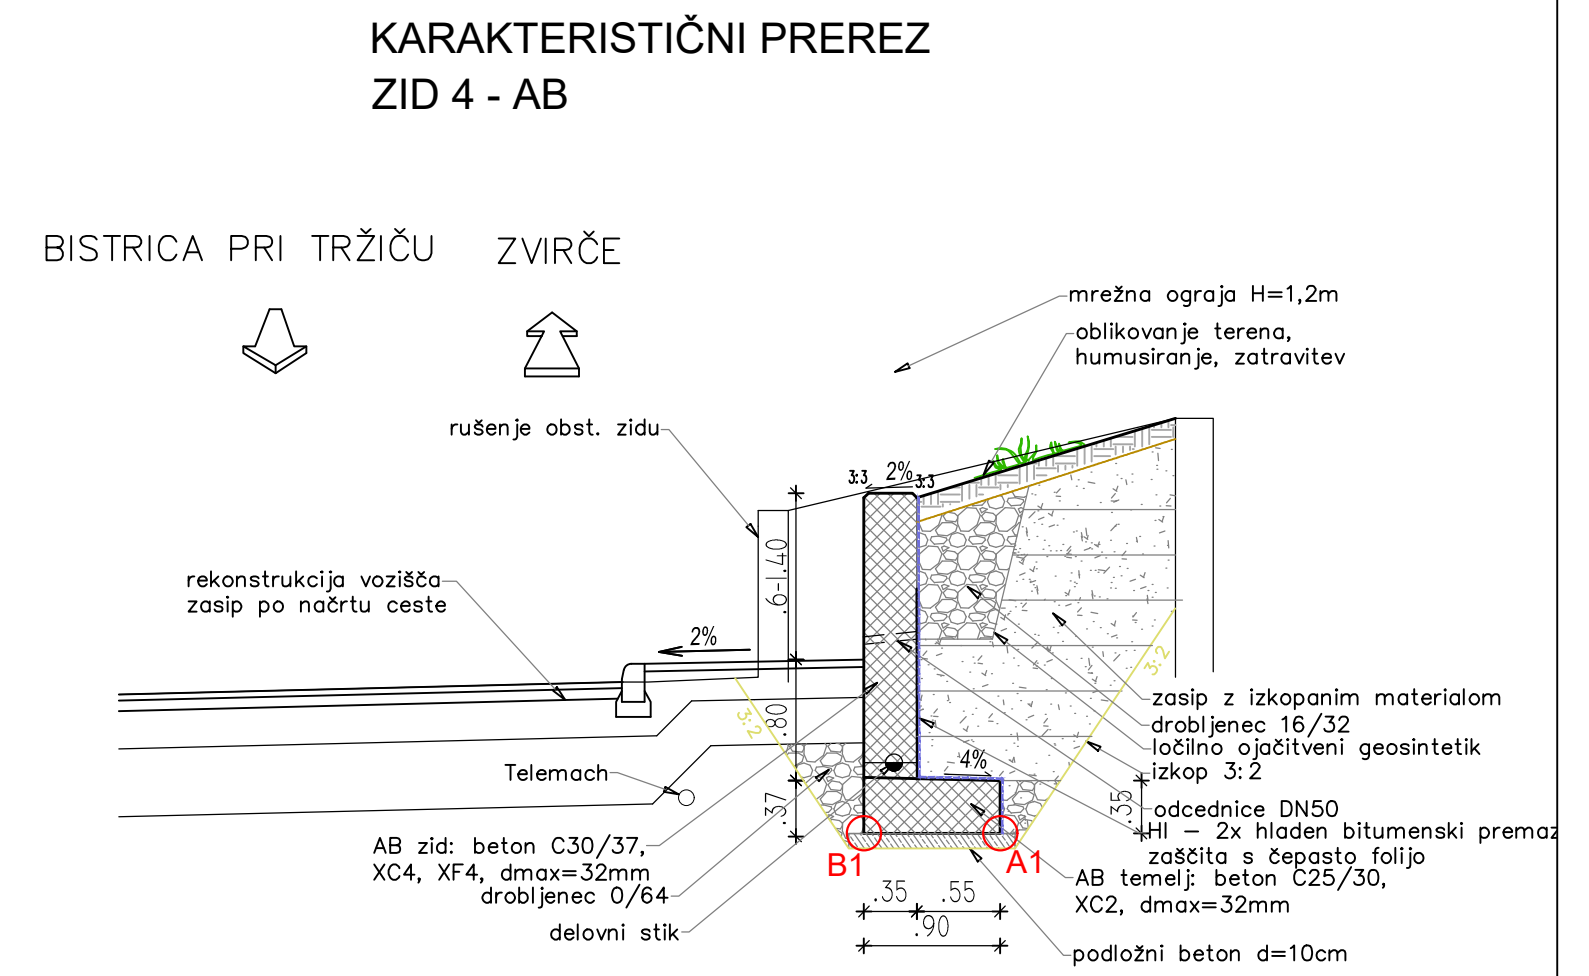 KARAKTERISTIČNI PREREZ
ZID 4 - AB
BISTRICA PRI TRŽIČU
ZVIRČE
mrežna ograja H=1,2m
oblikovanje terena,
humusiranje, zatravitev
rušenje obst. zidu
3:3
2%
3:3
.6-1.40
rekonstrukcija vozišča
zasip po načrtu ceste
2%
3:2
3:2
.80
zasip z izkopanim materialom
drobljenec 16/32
ločilno ojačitveni geosintetik
izkop 3:2
Telemach
4%
.37
.35
odcednice DN50
HI – 2x hladen bitumenski premaz
zaščita s čepasto folijo
AB zid: beton C30/37,
XC4, XF4, dmax=32mm
drobljenec 0/64
delovni stik
B1
A1
AB temelj: beton C25/30,
XC2, dmax=32mm
.35
.55
.90
podložni beton d=10cm